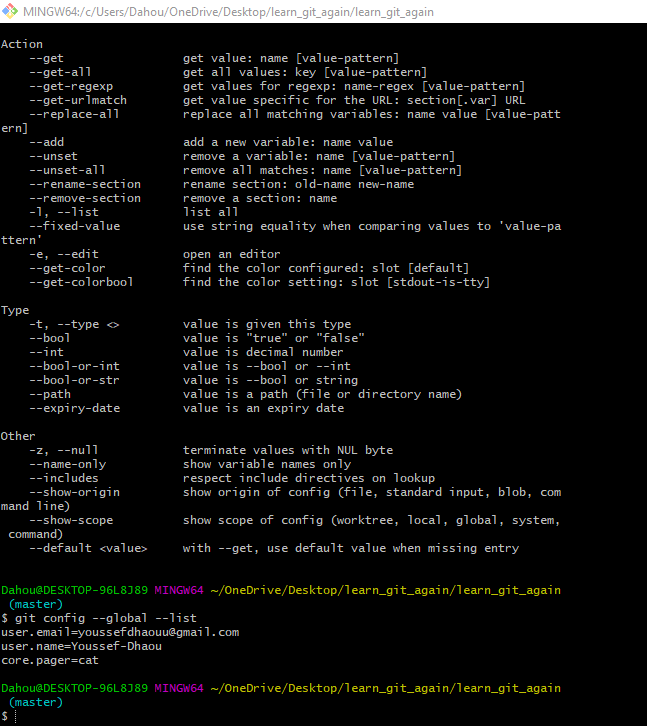 MINGW64:/c/Users/Dahou/OneDrive/Desktop/learn_git_again/learn_git_again
Action
    --get                 get value: name [value-pattern]
    --get-all             get all values: key [value-pattern]
    --get-regexp          get values for regexp: name-regex [value-pattern]
    --get-urlmatch        get value specific for the URL: section[.var] URL
    --replace-all         replace all matching variables: name value [value-patt
ern]
    --add                 add a new variable: name value
    --unset               remove a variable: name [value-pattern]
    --unset-all           remove all matches: name [value-pattern]
    --rename-section      rename section: old-name new-name
    --remove-section      remove a section: name
    -l, --list            list all
    --fixed-value         use string equality when comparing values to 'value-pa
ttern'
    -e, --edit            open an editor
    --get-color           find the color configured: slot [default]
    --get-colorbool       find the color setting: slot [stdout-is-tty]
Type
    -t, --type <>         value is given this type
    --bool                value is "true" or "false"
    --int                 value is decimal number
    --bool-or-int         value is --bool or --int
    --bool-or-str         value is --bool or string
    --path                value is a path (file or directory name)
    --expiry-date         value is an expiry date
Other
    -z, --null            terminate values with NUL byte
    --name-only           show variable names only
    --includes            respect include directives on lookup
    --show-origin         show origin of config (file, standard input, blob, com
mand line)
    --show-scope          show scope of config (worktree, local, global, system,
 command)
    --default <value>     with --get, use default value when missing entry
Dahou@DESKTOP-96L8J89 MINGW64 ~/OneDrive/Desktop/learn_git_again/learn_git_again
 (master)
$ git config --global --list
user.email=youssefdhaouu@gmail.com
user.name=Youssef-Dhaou
core.pager=cat
Dahou@DESKTOP-96L8J89 MINGW64 ~/OneDrive/Desktop/learn_git_again/learn_git_again
 (master)
$